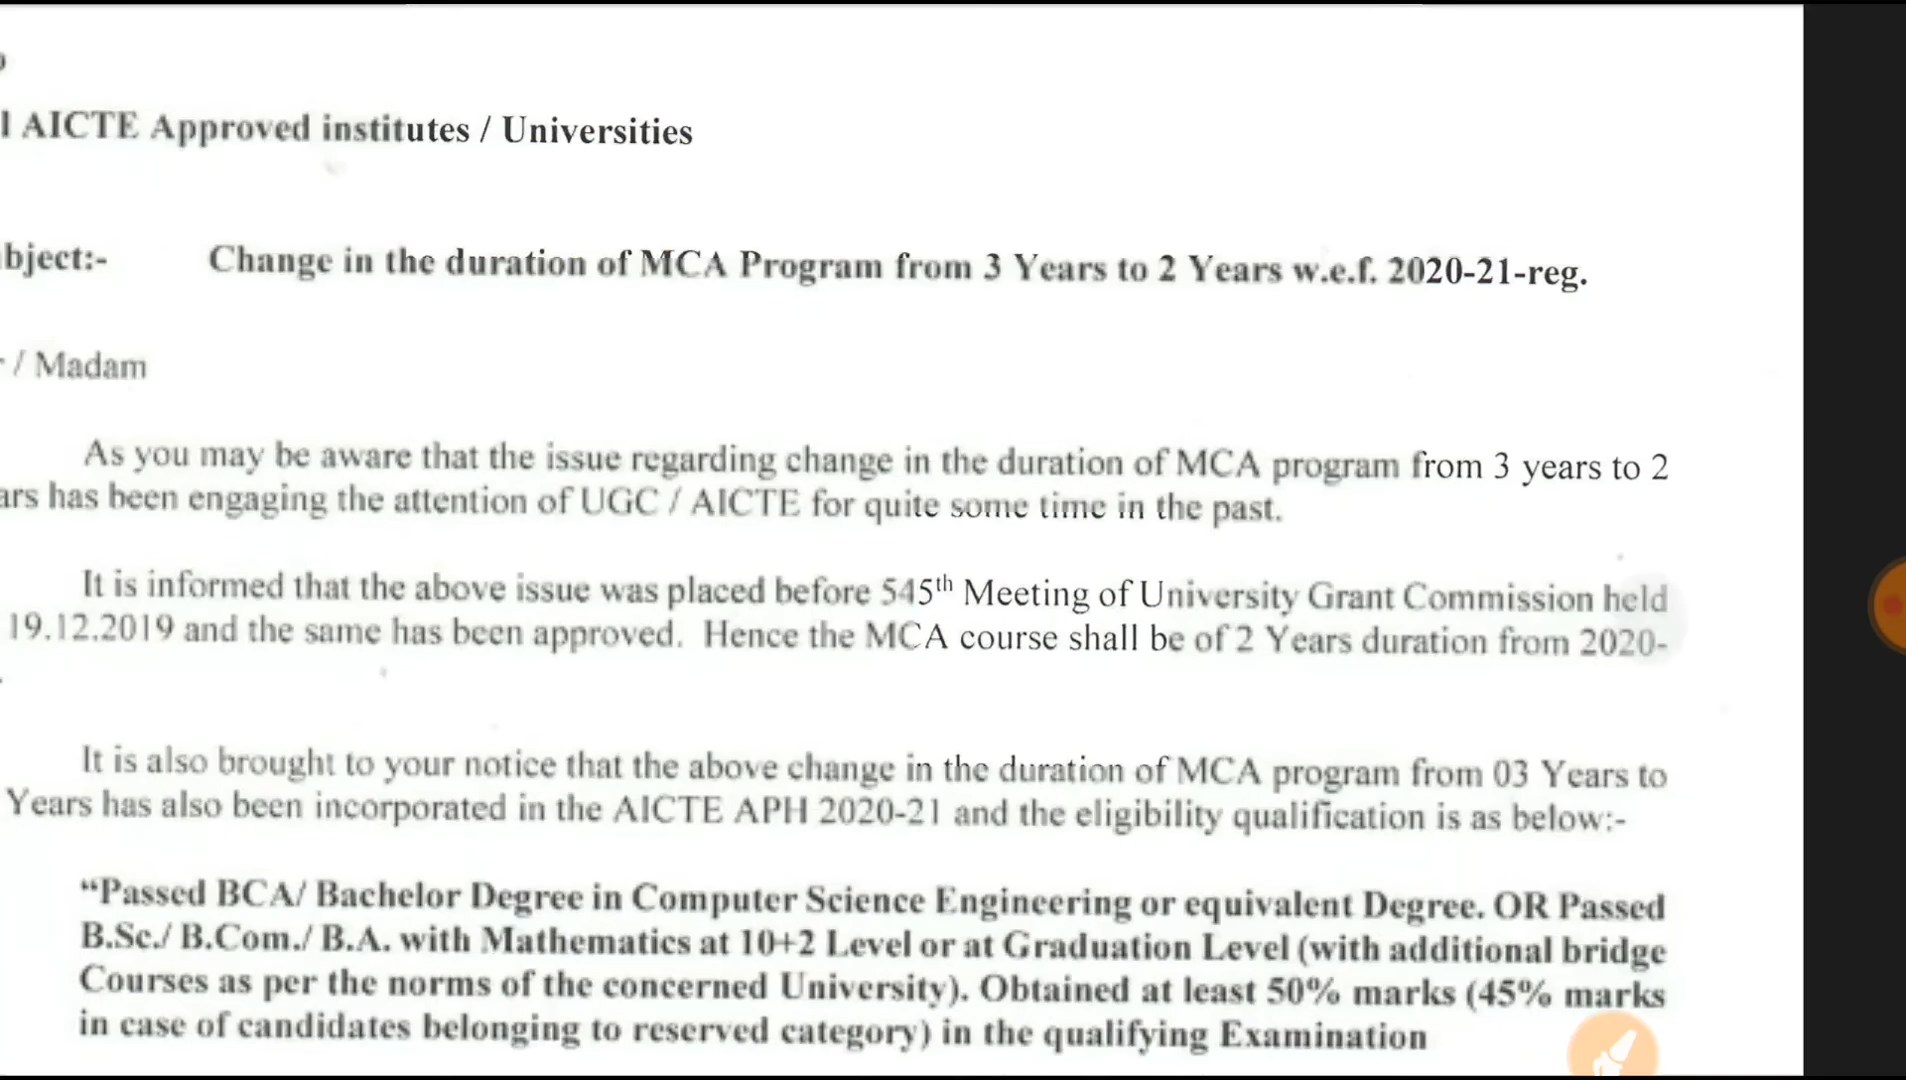 l AICTE Approved institutes / Universities
bject:- Change in the duration of MCA Program from 3 Years to 2 Years w.e.f. 2020-21-reg.
/ Madam
As you may be aware that the issue regarding change in the duration of MCA program from 3 years to 2
ars has been engaging the attention of UGC / AICTE for quite some time in the past.
It is informed that the above issue was placed before 545th Meeting of University Grant Commission held
19.12.2019 and the same has been approved. Hence the MCA course shall be of 2 Years duration from 2020-
It is also brought to your notice that the above change in the duration of MCA program from 03 Years to
Years has also been incorporated in the AICTE APH 2020-21 and the eligibility qualification is as below:-
“Passed BCA/ Bachelor Degree in Computer Science Engineering or equivalent Degree. OR Passed
B.Sc./ B.Com./ B.A. with Mathematics at 10+2 Level or at Graduation Level (with additional bridge
Courses as per the norms of the concerned University). Obtained at least 50% marks (45% marks
in case of candidates belonging to reserved category) in the qualifying Examination